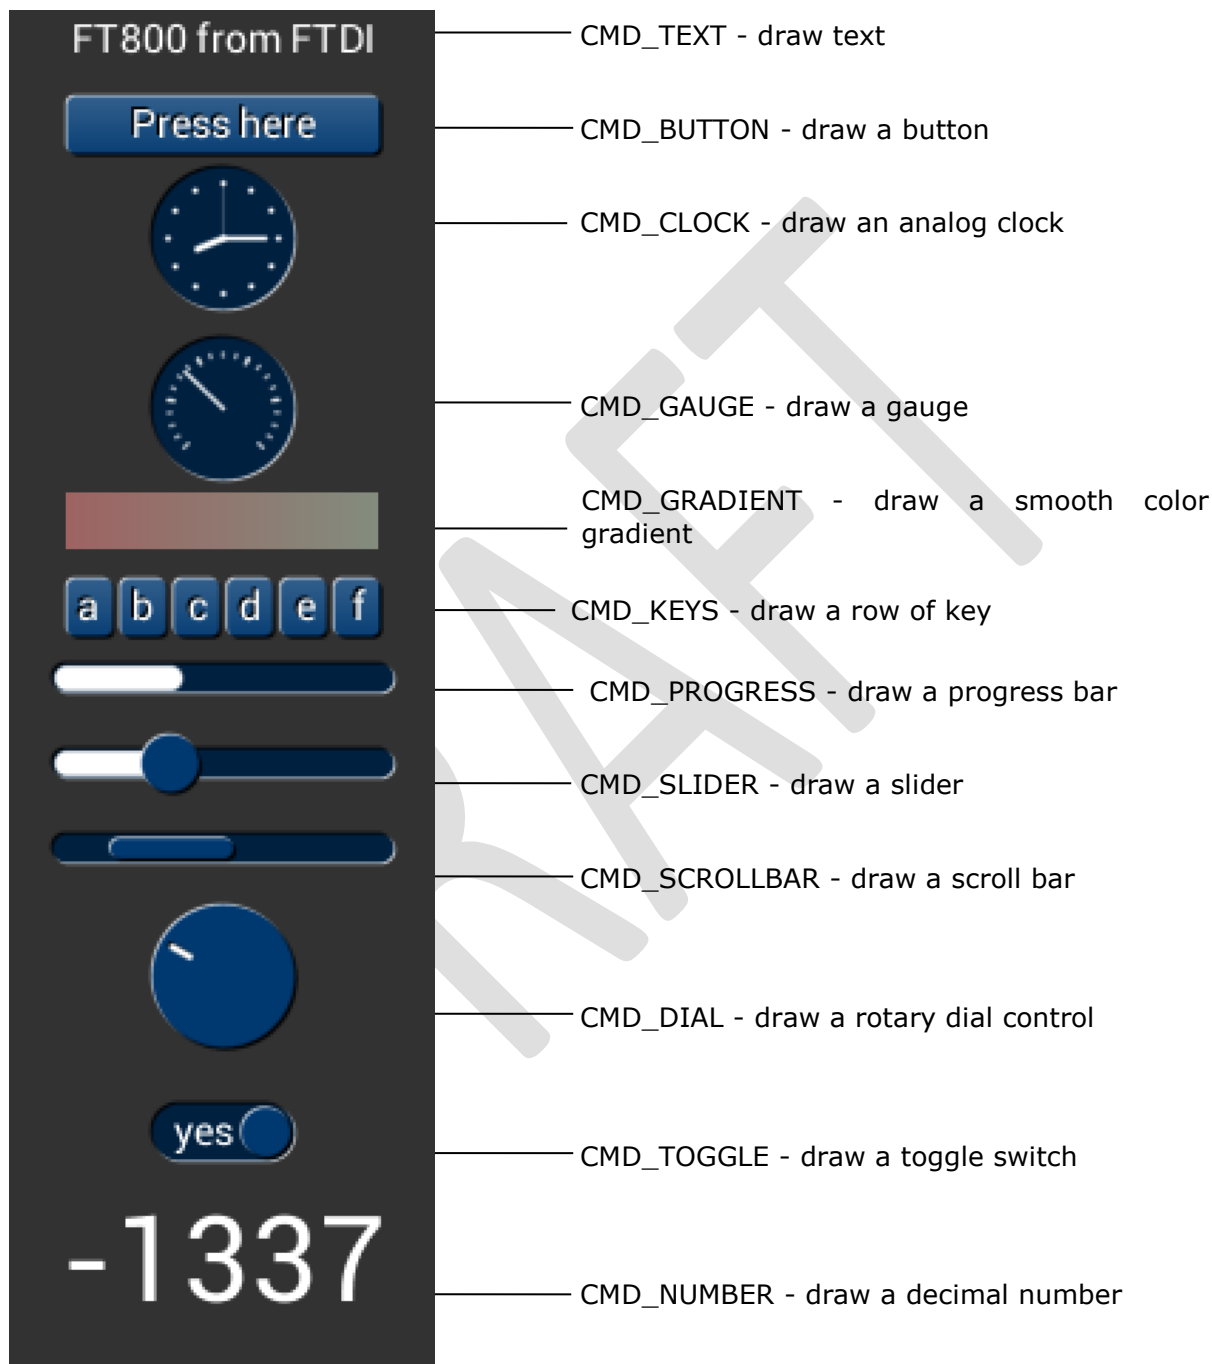 FT800 from FTDI
CMD_TEXT - draw text
Press here
CMD_BUTTON - draw a button
CMD_CLOCK - draw an analog clock
CMD_GAUGE - draw a gauge
CMD_GRADIENT - draw a smooth color
gradient
a b c d e f
CMD_KEYS - draw a row of key
CMD_PROGRESS - draw a progress bar
CMD_SLIDER - draw a slider
CMD_SCROLLBAR - draw a scroll bar
CMD_DIAL - draw a rotary dial control
yes
CMD_TOGGLE - draw a toggle switch
-1337
CMD_NUMBER - draw a decimal number
RAFT